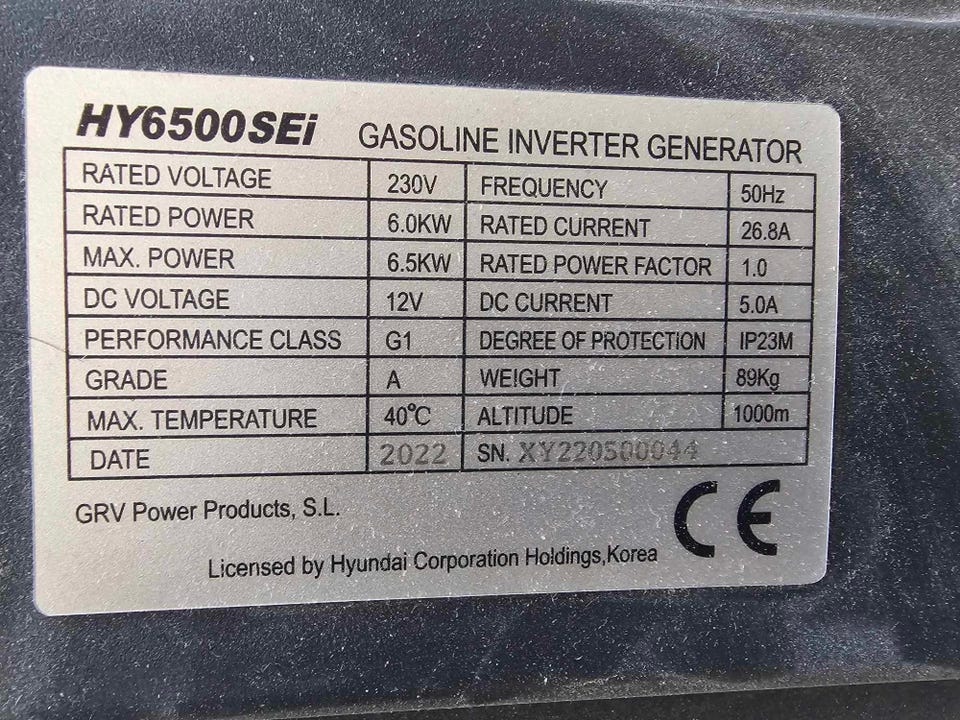 HY6500SEi GASOLINE INVERTER GENERATOR
RATED VOLTAGE 230V FREQUENCY 50Hz
RATED POWER 6.0KW RATED CURRENT 26.8A
MAX. POWER 6.5KW RATED POWER FACTOR 1.0
DC VOLTAGE 12V DC CURRENT 5.0A
PERFORMANCE CLASS G1 DEGREE OF PROTECTION IP23M
GRADE A WEIGHT 89Kg
MAX. TEMPERATURE 40℃ ALTITUDE 1000m
DATE 2022 SN. XY220500044
GRV Power Products, S.L.
CE
Licensed by Hyundai Corporation Holdings,Korea